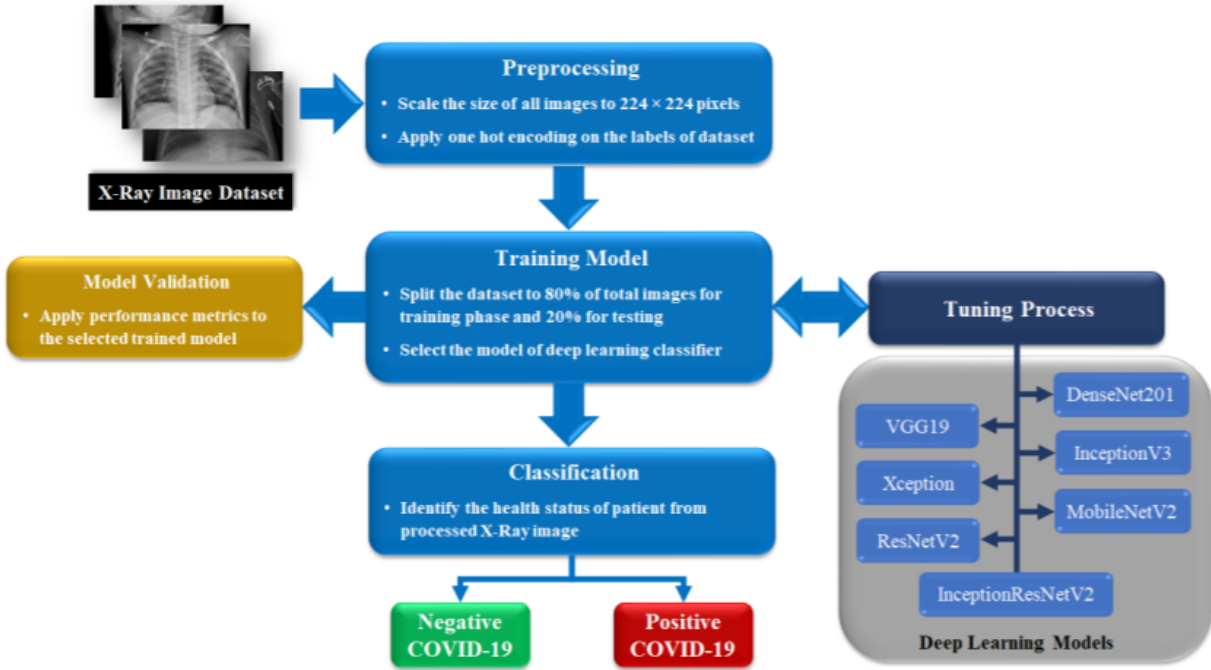 X-Ray Image Dataset
Preprocessing
• Scale the size of all images to 224 × 224 pixels
• Apply one hot encoding on the labels of dataset
Training Model
• Split the dataset to 80% of total images for
training phase and 20% for testing
• Select the model of deep learning classifier
Model Validation
• Apply performance metrics to
the selected trained model
Tuning Process
DenseNet201
VGG19
InceptionV3
Xception
MobileNetV2
ResNetV2
InceptionResNetV2
Deep Learning Models
Classification
• Identify the health status of patient from
processed X-Ray image
Negative
COVID-19
Positive
COVID-19